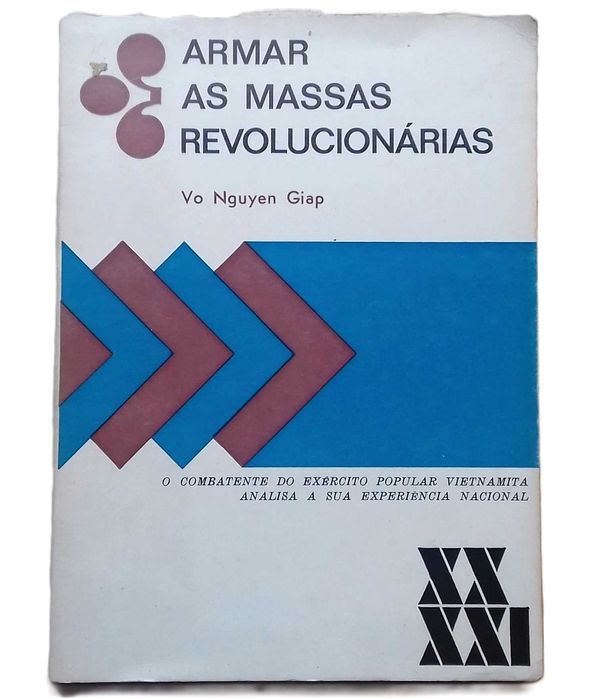 ARMAR
AS MASSAS
REVOLUCIONÁRIAS
Vo Nguyen Giap
O COMBATENTE DO EXÉRCITO POPULAR VIETNAMITA
ANALISA A SUA EXPERIÊNCIA NACIONAL
XX
XXI